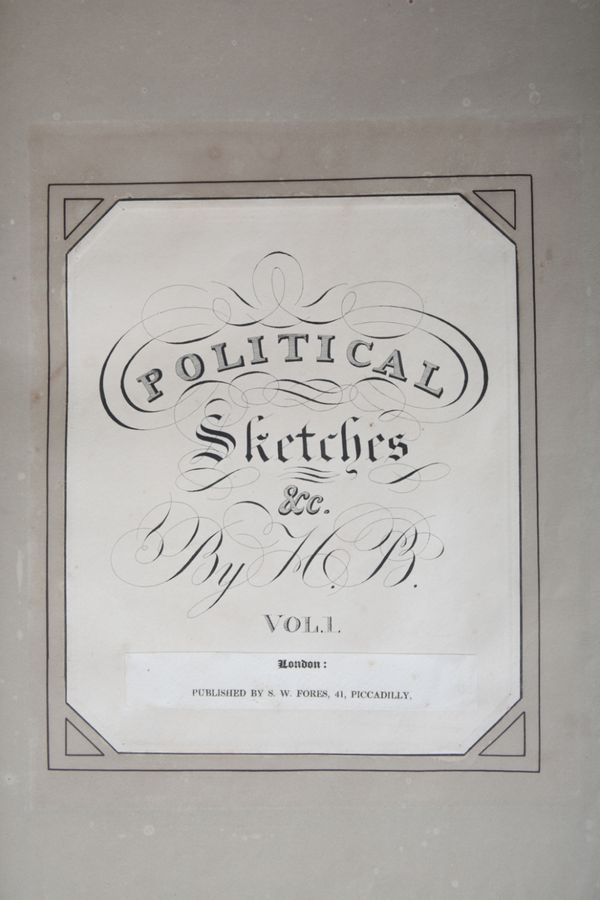 POLITICAL
Sketches
&c.
By H.B.
VOL.I.
London:
PUBLISHED BY S. W. FORES, 41, PICCADILLY.